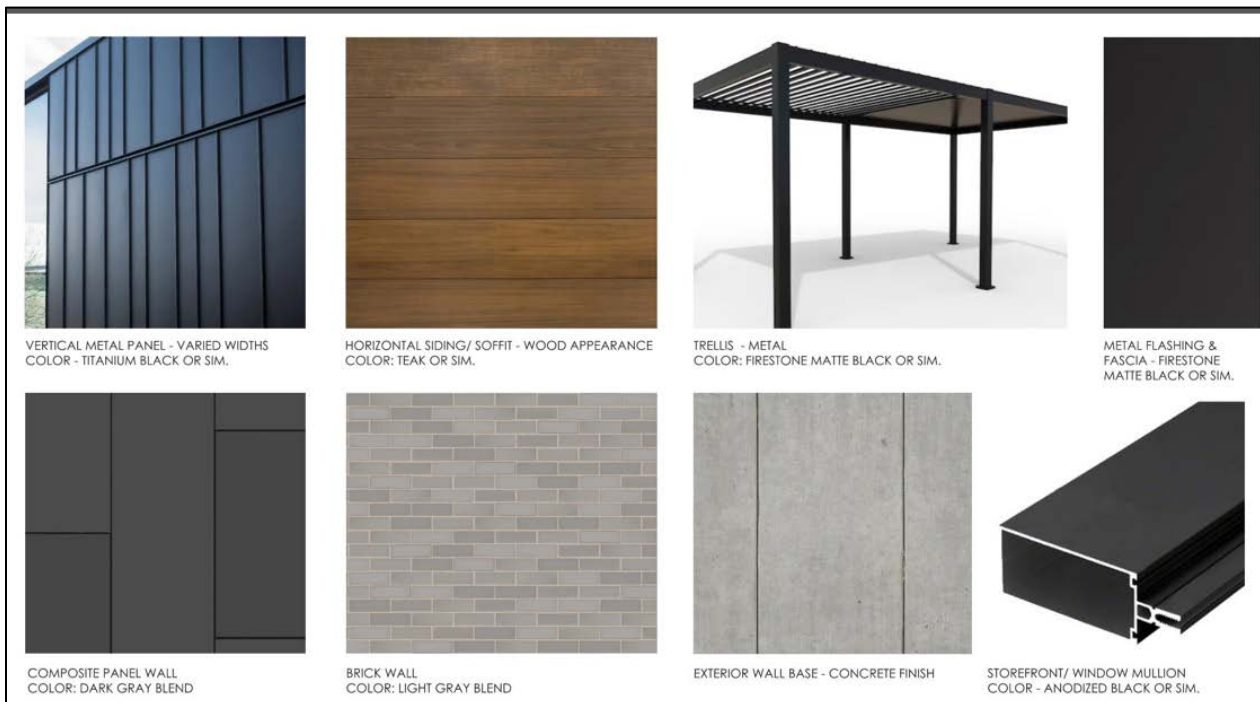 VERTICAL METAL PANEL - VARIED WIDTHS
COLOR - TITANIUM BLACK OR SIM.
HORIZONTAL SIDING/ SOFFIT - WOOD APPEARANCE
COLOR: TEAK OR SIM.
TRELLIS - METAL
COLOR: FIRESTONE MATTE BLACK OR SIM.
METAL FLASHING &
FASCIA - FIRESTONE
MATTE BLACK OR SIM.
COMPOSITE PANEL WALL
COLOR: DARK GRAY BLEND
BRICK WALL
COLOR: LIGHT GRAY BLEND
EXTERIOR WALL BASE - CONCRETE FINISH
STOREFRONT/ WINDOW MULLION
COLOR - ANODIZED BLACK OR SIM.